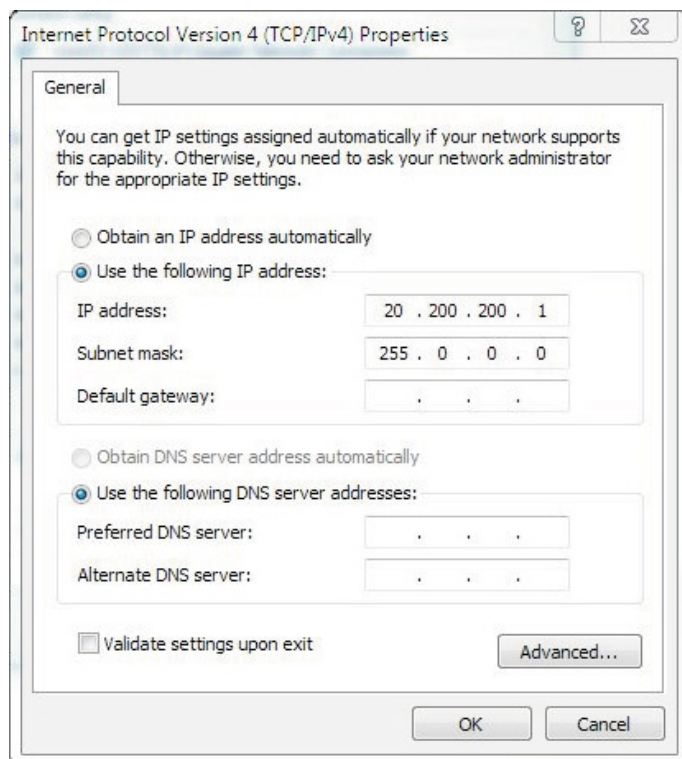 Internet Protocol Version 4 (TCP/IPv4) Properties
General
You can get IP settings assigned automatically if your network supports
this capability. Otherwise, you need to ask your network administrator
for the appropriate IP settings.
Obtain an IP address automatically
Use the following IP address:
IP address: 20 . 200 . 200 . 1
Subnet mask: 255 . 0 . 0 . 0
Default gateway: . . .
Obtain DNS server address automatically
Use the following DNS server addresses:
Preferred DNS server: . . .
Alternate DNS server: . . .
Validate settings upon exit
Advanced...
OK Cancel